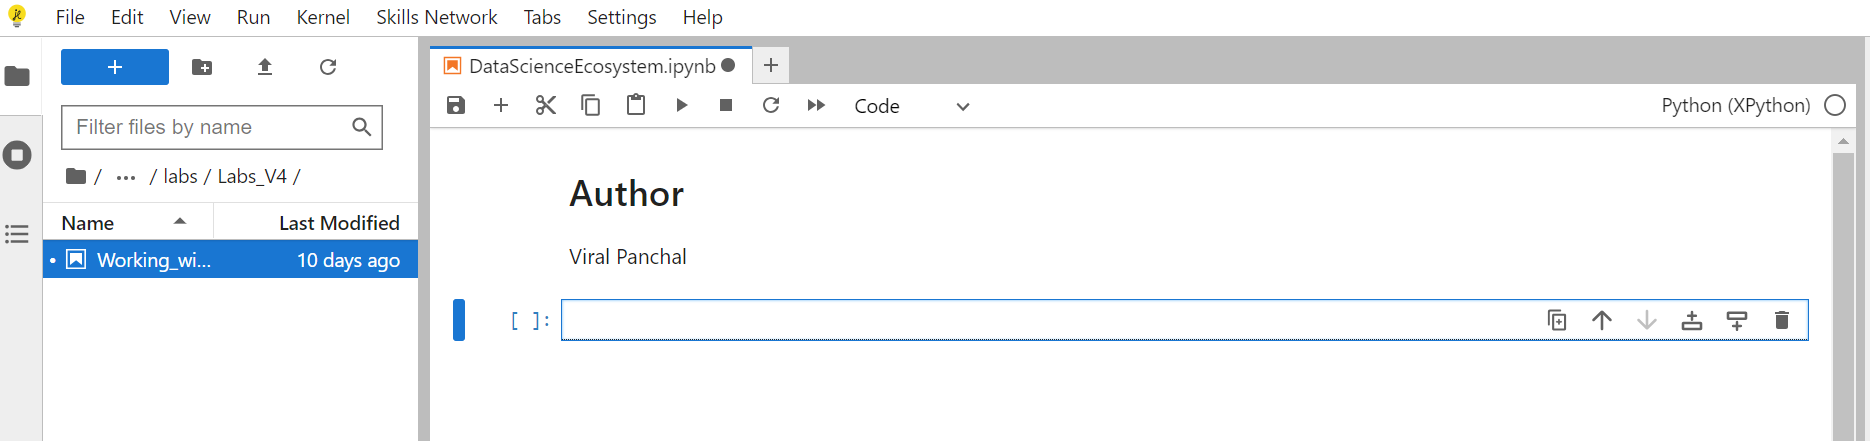 File Edit View Run Kernel Skills Network Tabs Settings Help
DataScienceEcosystem.ipynb
Code
Python (XPython)
Filter files by name
/ ... / labs / Labs_V4 /
Name Last Modified
Working_wi... 10 days ago
Author
Viral Panchal
[ ]: